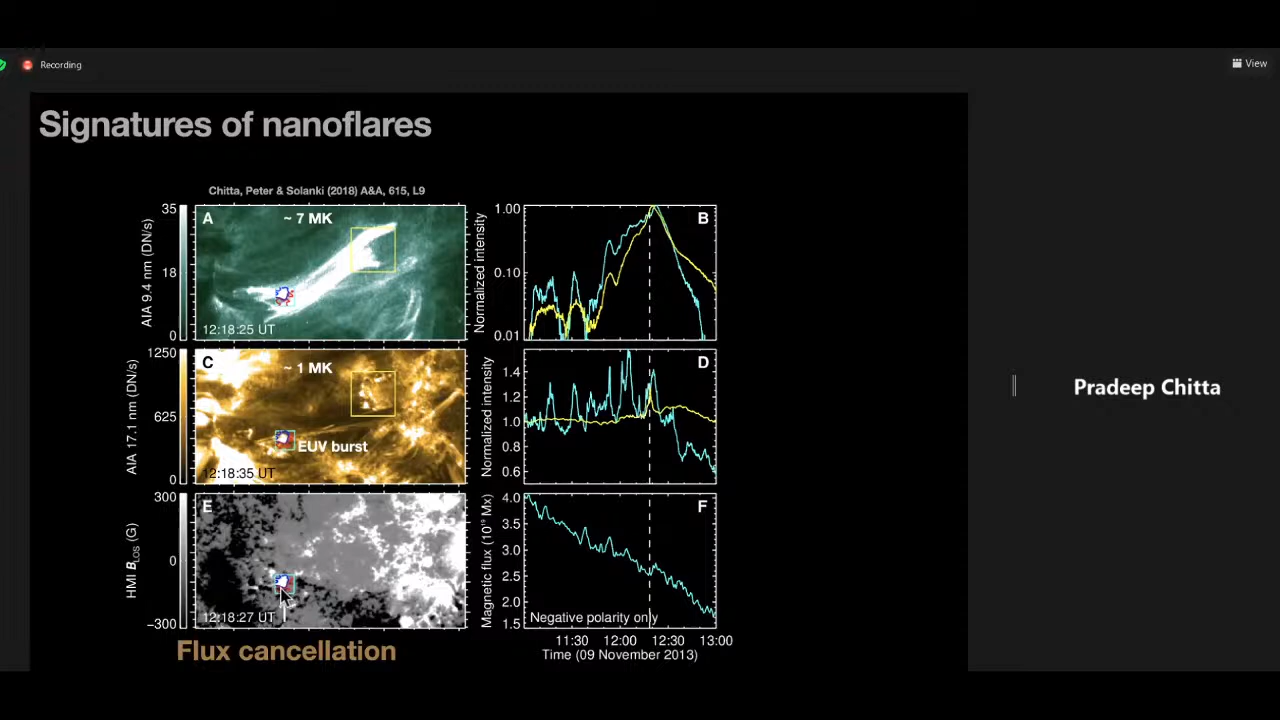 Recording
View
Signatures of nanoflares
Chitta, Peter & Solanki (2018) A&A, 615, L9
35
18
0
AIA 9.4 nm (DN/s)
A
~ 7 MK
12:18:25 UT
Normalized intensity
1.00
0.10
0.01
B
1250
625
0
AIA 17.1 nm (DN/s)
C
~ 1 MK
EUV burst
12:18:35 UT
Normalized intensity
1.4
1.2
1.0
0.8
0.6
D
Pradeep Chitta
300
0
−300
HMI BLOS (G)
E
12:18:27 UT
Magnetic flux (10¹⁹ Mx)
4.0
3.5
3.0
2.5
2.0
1.5
F
Negative polarity only
11:30 12:00 12:30 13:00
Time (09 November 2013)
Flux cancellation